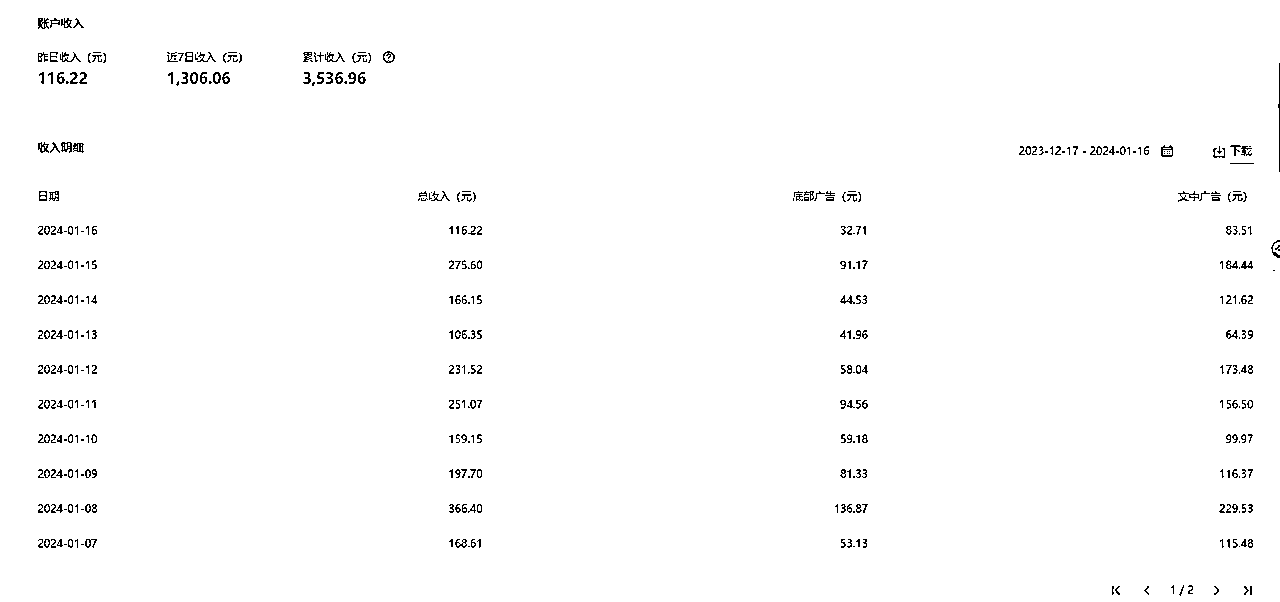 账户收入
昨日收入（元） 近7日收入（元） 累计收入（元）
116.22 1,306.06 3,536.96
收入明细 2023-12-17 - 2024-01-16 下载
日期 总收入（元） 底部广告（元） 文中广告（元）
2024-01-16 116.22 32.71 83.51
2024-01-15 275.60 91.17 184.44
2024-01-14 166.15 44.53 121.62
2024-01-13 106.35 41.96 64.39
2024-01-12 231.52 58.04 173.48
2024-01-11 251.07 94.56 156.50
2024-01-10 159.15 59.18 99.97
2024-01-09 197.70 81.33 116.37
2024-01-08 366.40 136.87 229.53
2024-01-07 168.61 53.13 115.48
1 / 2